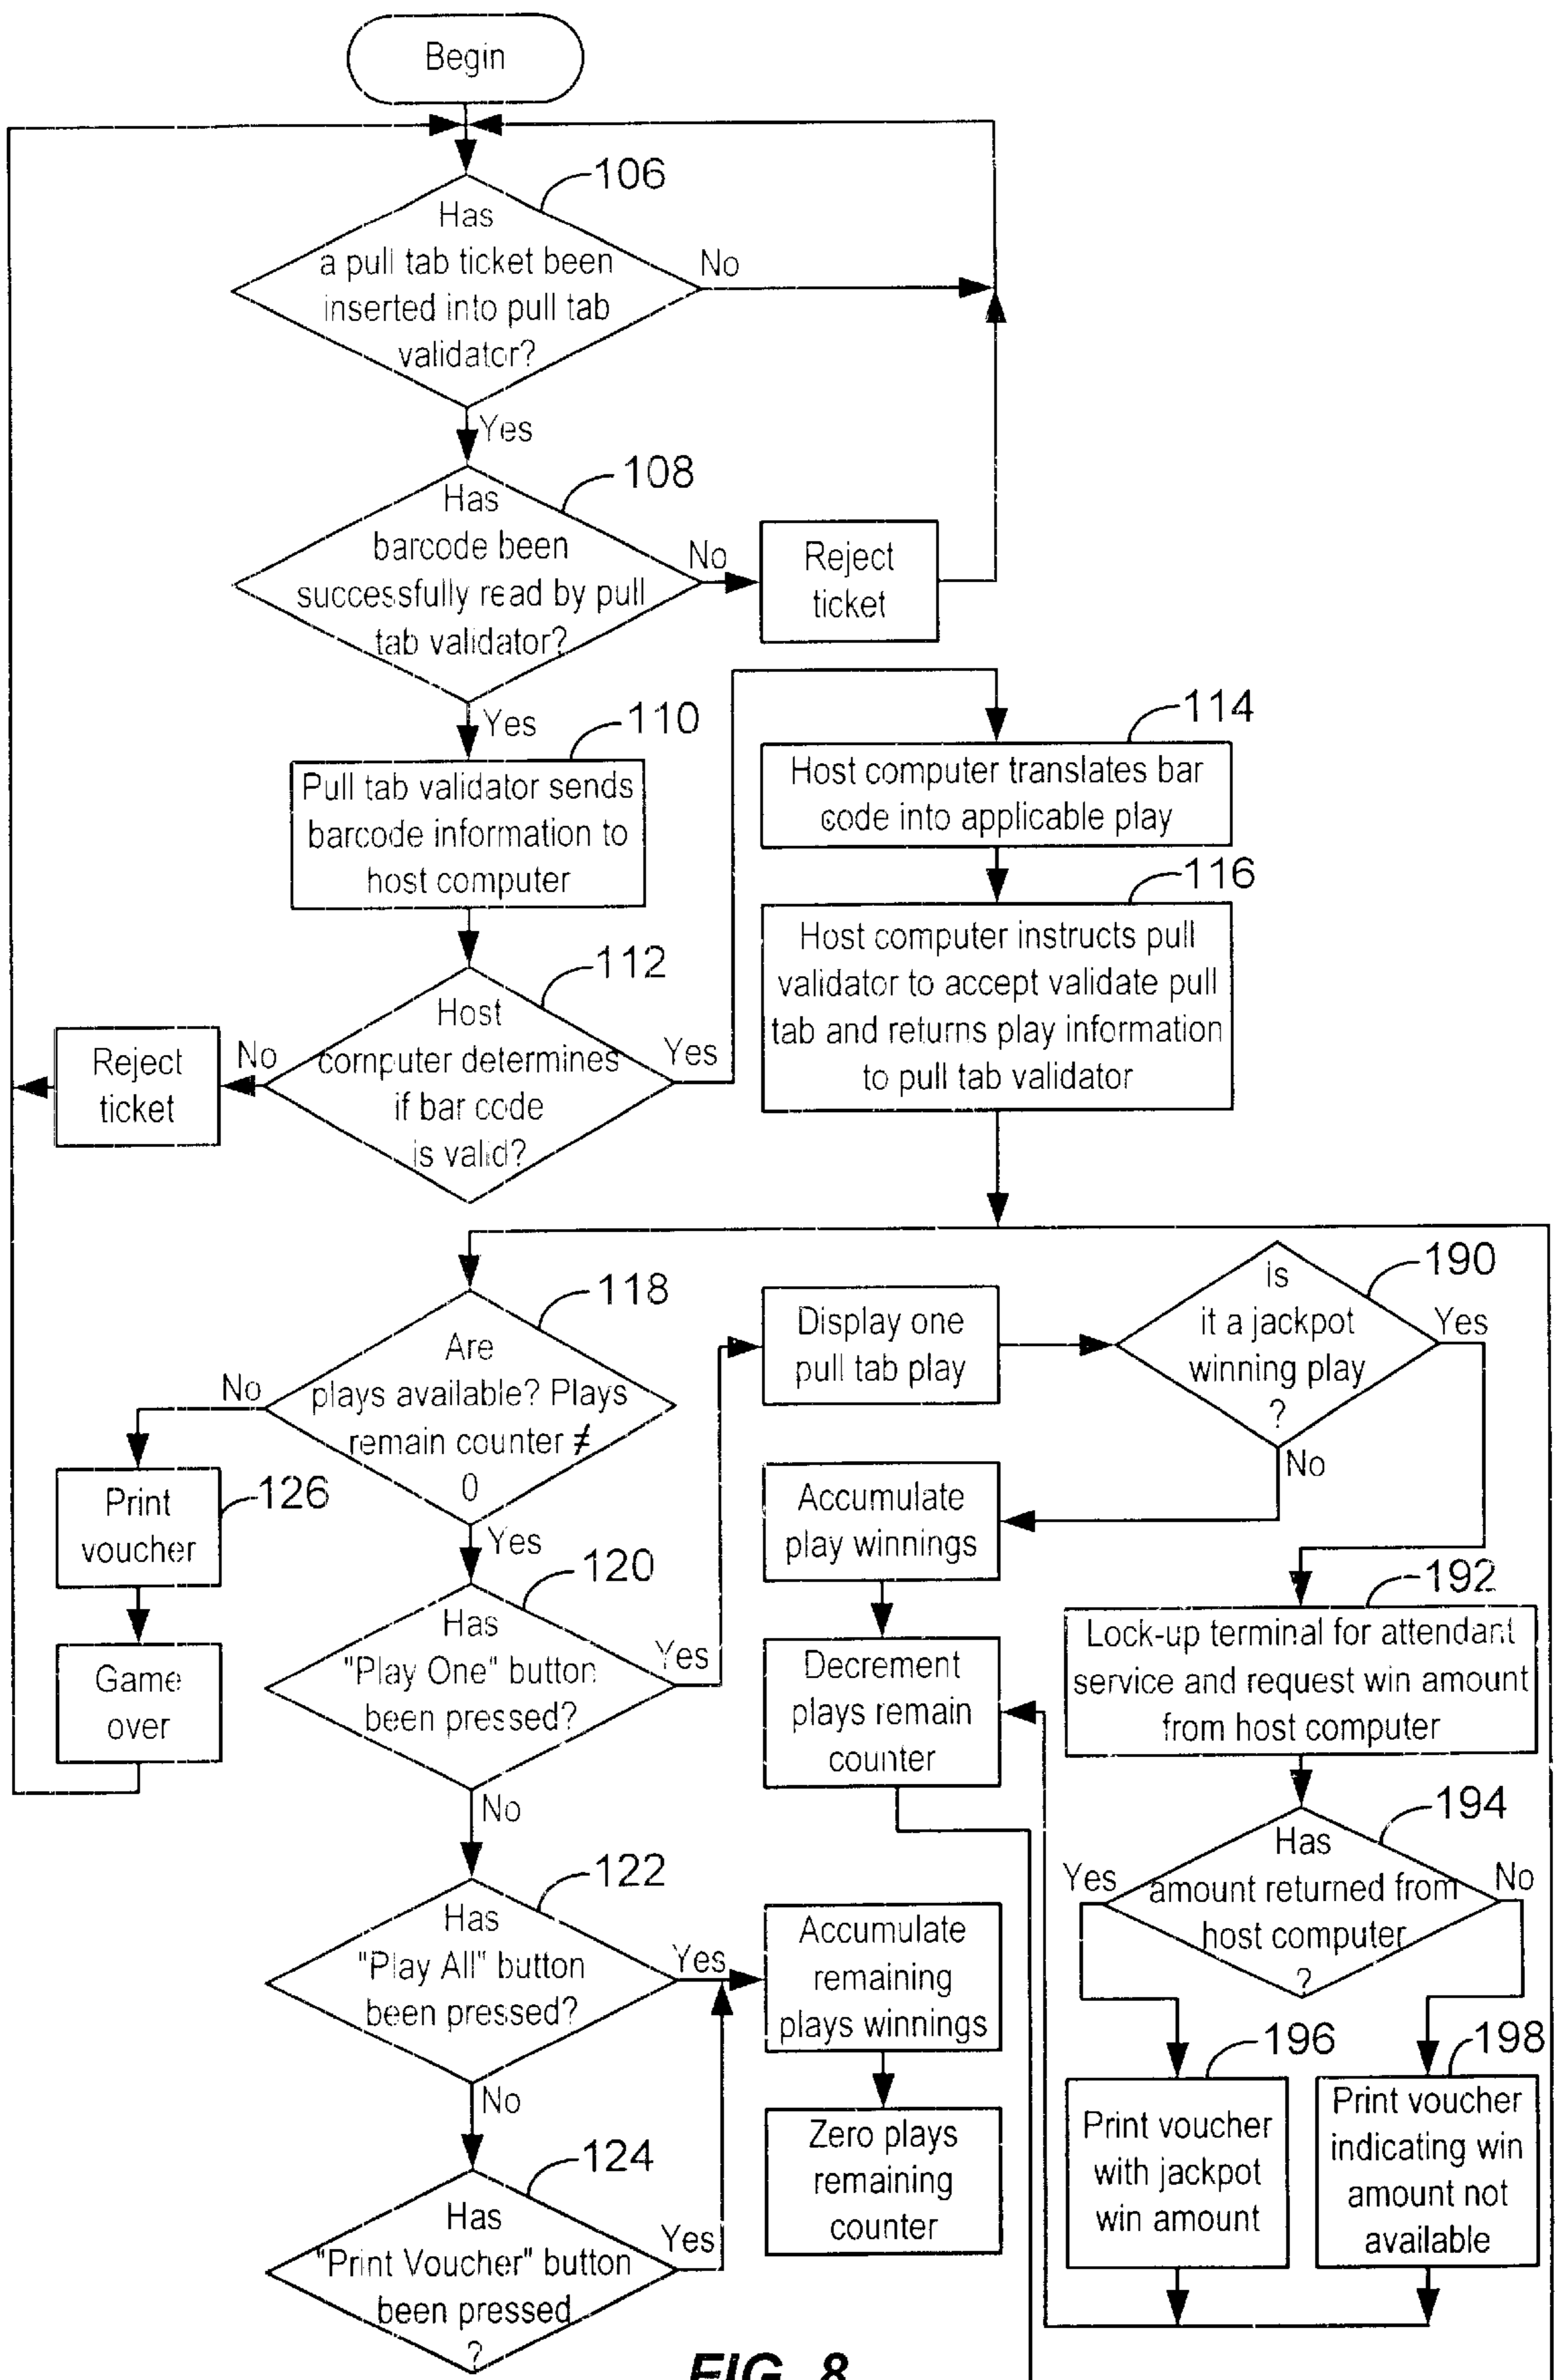 Begin
106
Has
a pull tab ticket been
inserted into pull tab
validator?
No
Yes
108
Has
barcode been
successfully read by pull
tab validator?
No
Reject
ticket
Yes
110
Pull tab validator sends
barcode information to
host computer
114
Host computer translates bar
code into applicable play
116
Host computer instructs pull
validator to accept validate pull
tab and returns play information
to pull tab validator
112
Host
computer determines
if bar code
is valid?
No
Yes
Reject
ticket
118
Are
plays available? Plays
remain counter ≠
0
No
Yes
126
Print
voucher
Game
over
120
Has
"Play One" button
been pressed?
Yes
No
Display one
pull tab play
190
is
it a jackpot
winning play
?
Yes
No
Accumulate
play winnings
Decrement
plays remain
counter
192
Lock-up terminal for attendant
service and request win amount
from host computer
194
Has
amount returned from
host computer
?
Yes
No
122
Has
"Play All" button
been pressed?
Yes
No
Accumulate
remaining
plays winnings
Zero plays
remaining
counter
124
Has
"Print Voucher" button
been pressed
?
Yes
196
Print voucher
with jackpot
win amount
198
Print voucher
indicating win
amount not
available
FIG. 8